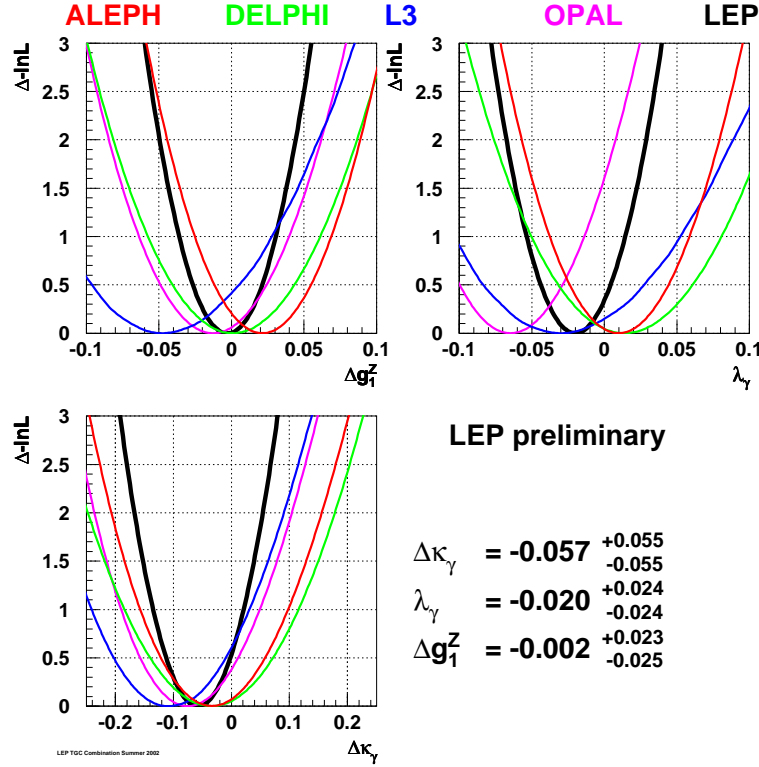 ALEPH DELPHI L3 OPAL LEP
Δ-lnL
3
2.5
2
1.5
1
0.5
0
-0.1 -0.05 0 0.05 0.1
Δg₁ᶻ
Δ-lnL
3
2.5
2
1.5
1
0.5
0
-0.1 -0.05 0 0.05 0.1
λγ
Δ-lnL
3
2.5
2
1.5
1
0.5
0
-0.2 -0.1 0 0.1 0.2
Δκγ
LEP preliminary
Δκγ = -0.057 +0.055 -0.055
λγ = -0.020 +0.024 -0.024
Δg₁ᶻ = -0.002 +0.023 -0.025
LEP TGC Combination Summer 2002